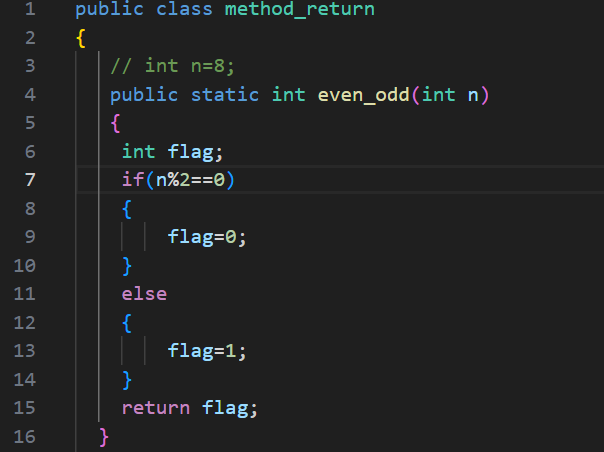 1 public class method_return
2 {
3 // int n=8;
4 public static int even_odd(int n)
5 {
6 int flag;
7 if(n%2==0)
8 {
9 flag=0;
10 }
11 else
12 {
13 flag=1;
14 }
15 return flag;
16 }